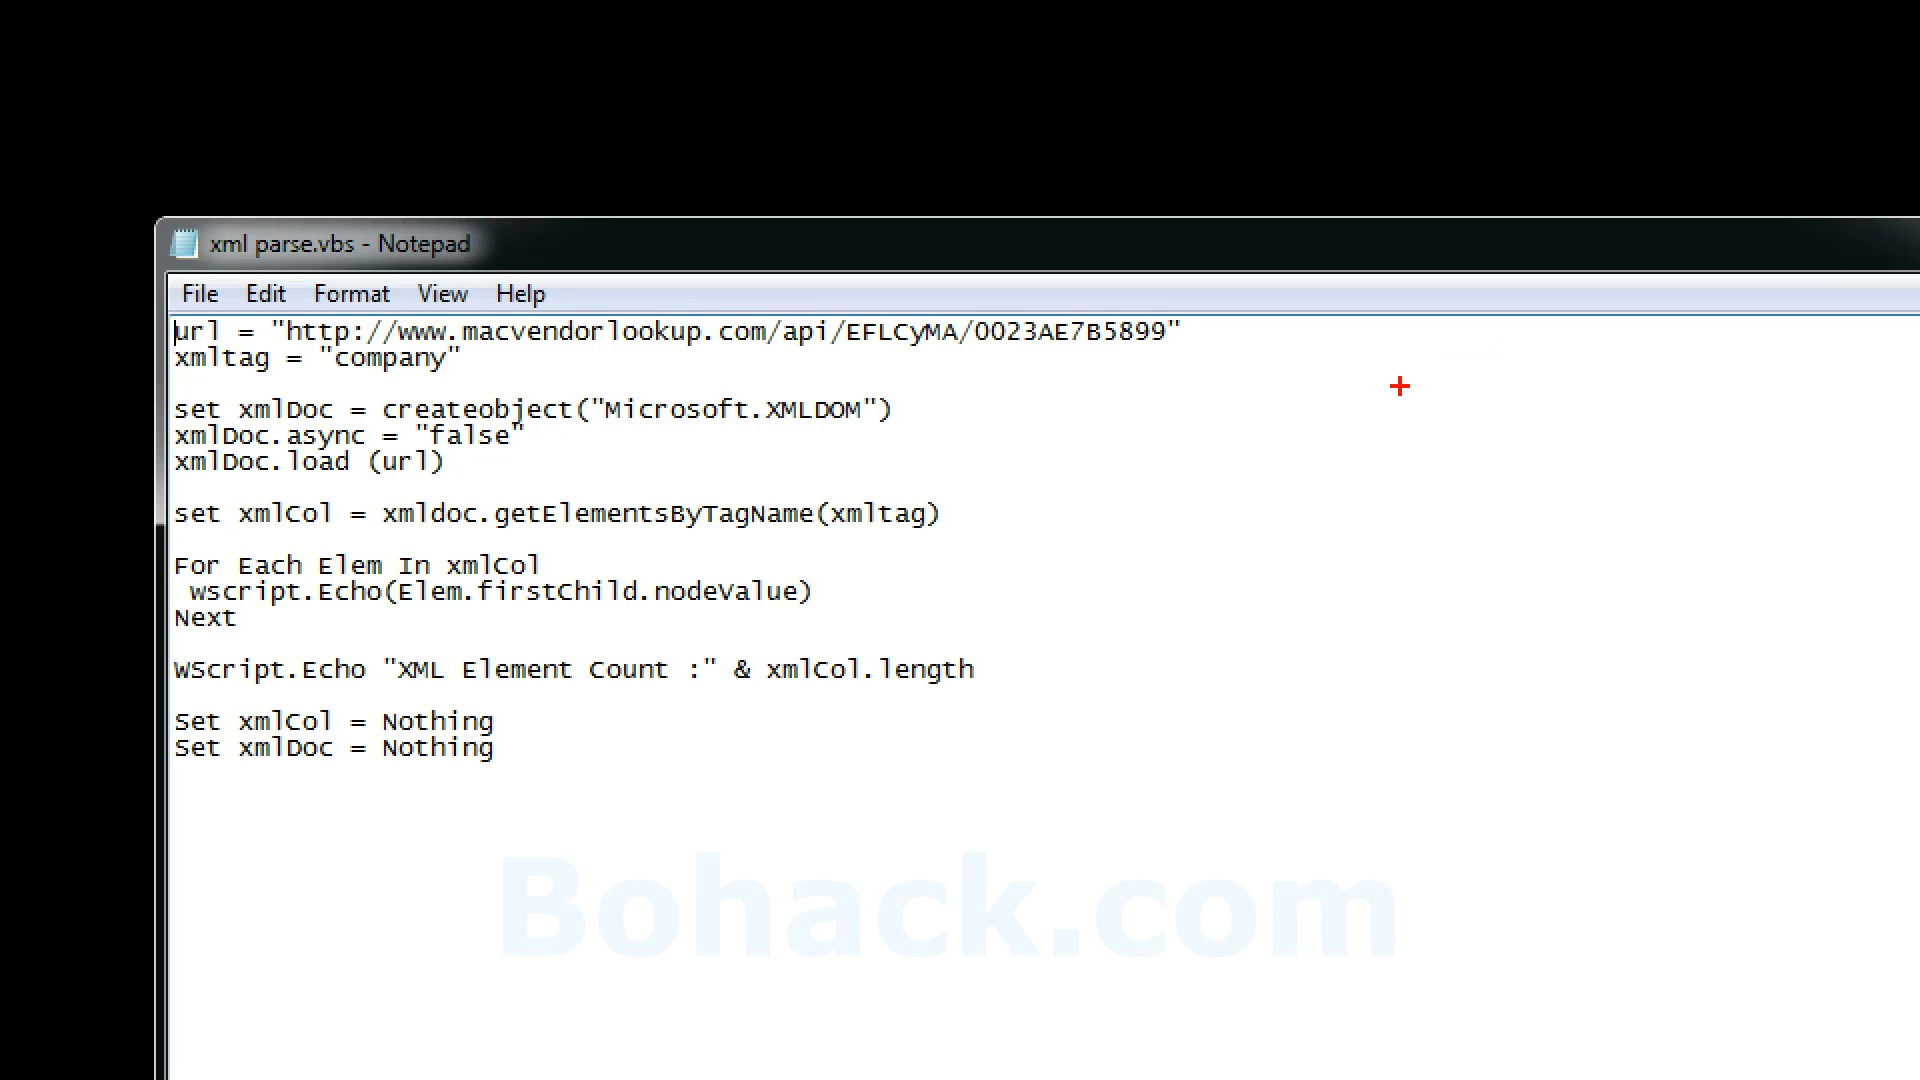 xml parse.vbs - Notepad
File Edit Format View Help
url = "http://www.macvendorlookup.com/api/EFLCyMA/0023AE7B5899"
xmltag = "company"
set xmlDoc = createobject("Microsoft.XMLDOM")
xmlDoc.async = "false"
xmlDoc.load (url)
set xmlCol = xmldoc.getElementsByTagName(xmltag)
For Each Elem In xmlCol
 wscript.Echo(Elem.firstChild.nodeValue)
Next
WScript.Echo "XML Element Count :" & xmlCol.length
Set xmlCol = Nothing
Set xmlDoc = Nothing
Bohack.com